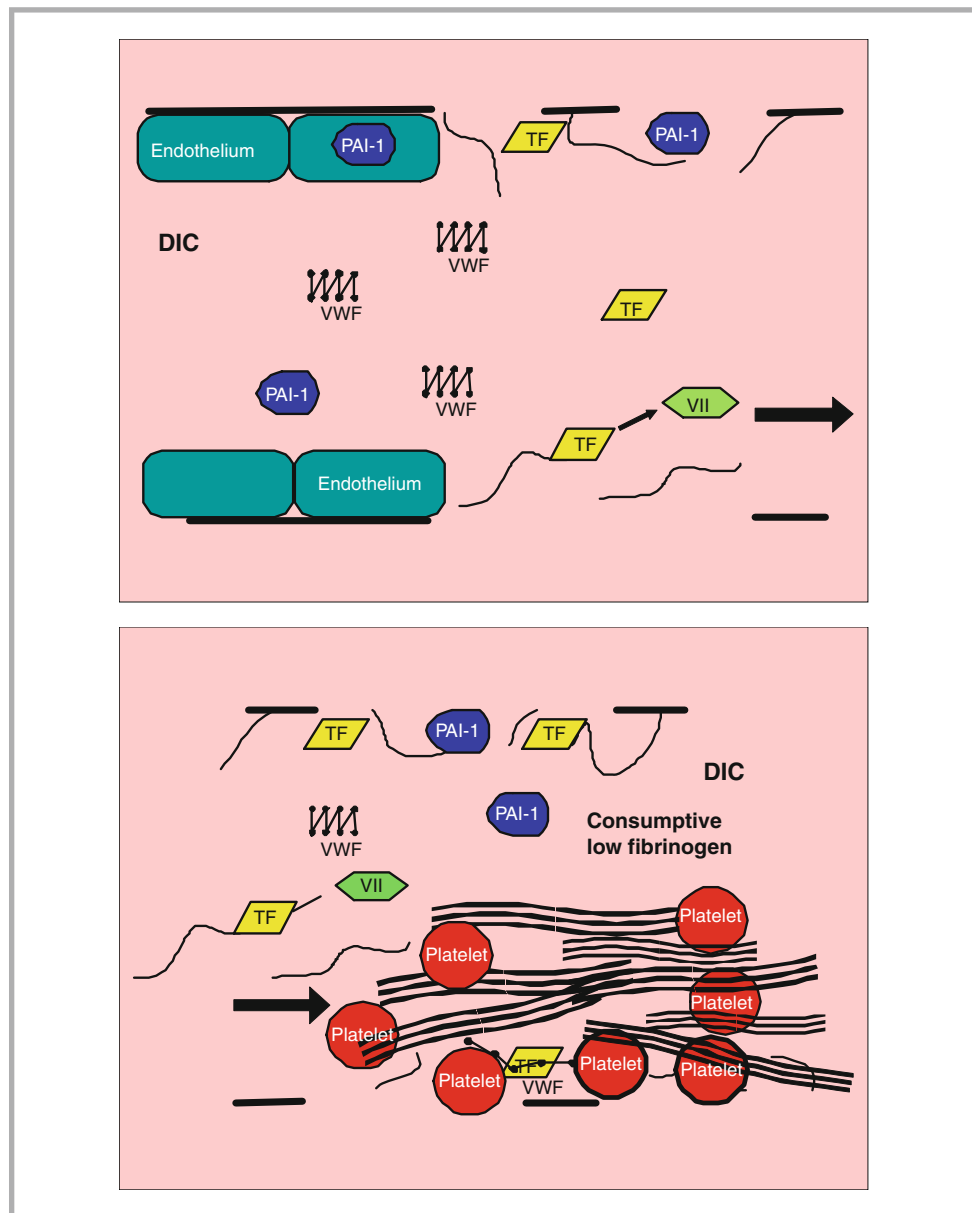 Endothelium
PAI-1
TF
PAI-1
DIC
VWF
VWF
TF
PAI-1
VWF
VII
TF
Endothelium
TF
PAI-1
TF
DIC
PAI-1
Consumptive
low fibrinogen
VWF
VII
TF
Platelet
Platelet
Platelet
Platelet
Platelet
TF
VWF
Platelet
Platelet